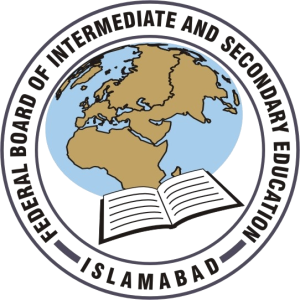 FEDERAL BOARD OF INTERMEDIATE AND SECONDARY EDUCATION
ISLAMABAD